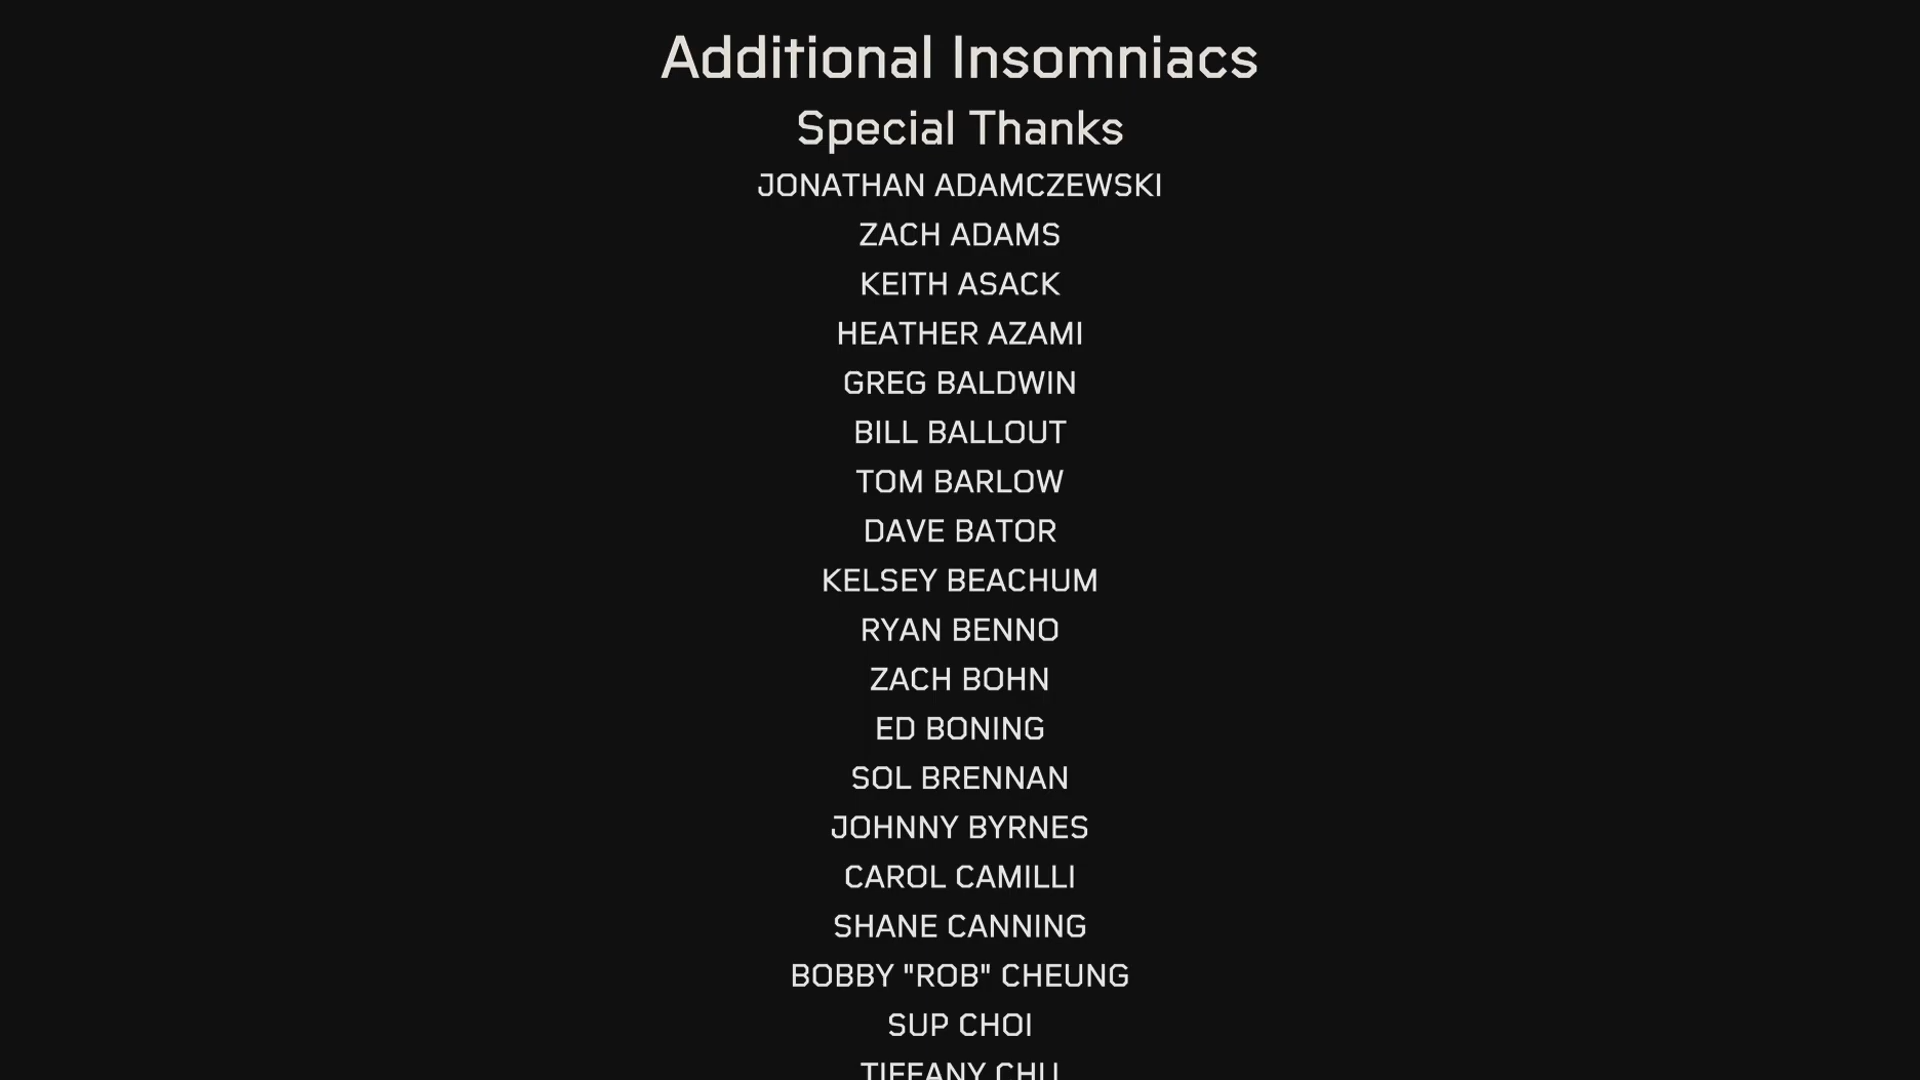 Additional Insomniacs
Special Thanks
JONATHAN ADAMCZEWSKI
ZACH ADAMS
KEITH ASACK
HEATHER AZAMI
GREG BALDWIN
BILL BALLOUT
TOM BARLOW
DAVE BATOR
KELSEY BEACHUM
RYAN BENNO
ZACH BOHN
ED BONING
SOL BRENNAN
JOHNNY BYRNES
CAROL CAMILLI
SHANE CANNING
BOBBY "ROB" CHEUNG
SUP CHOI
TIFFANY CHU